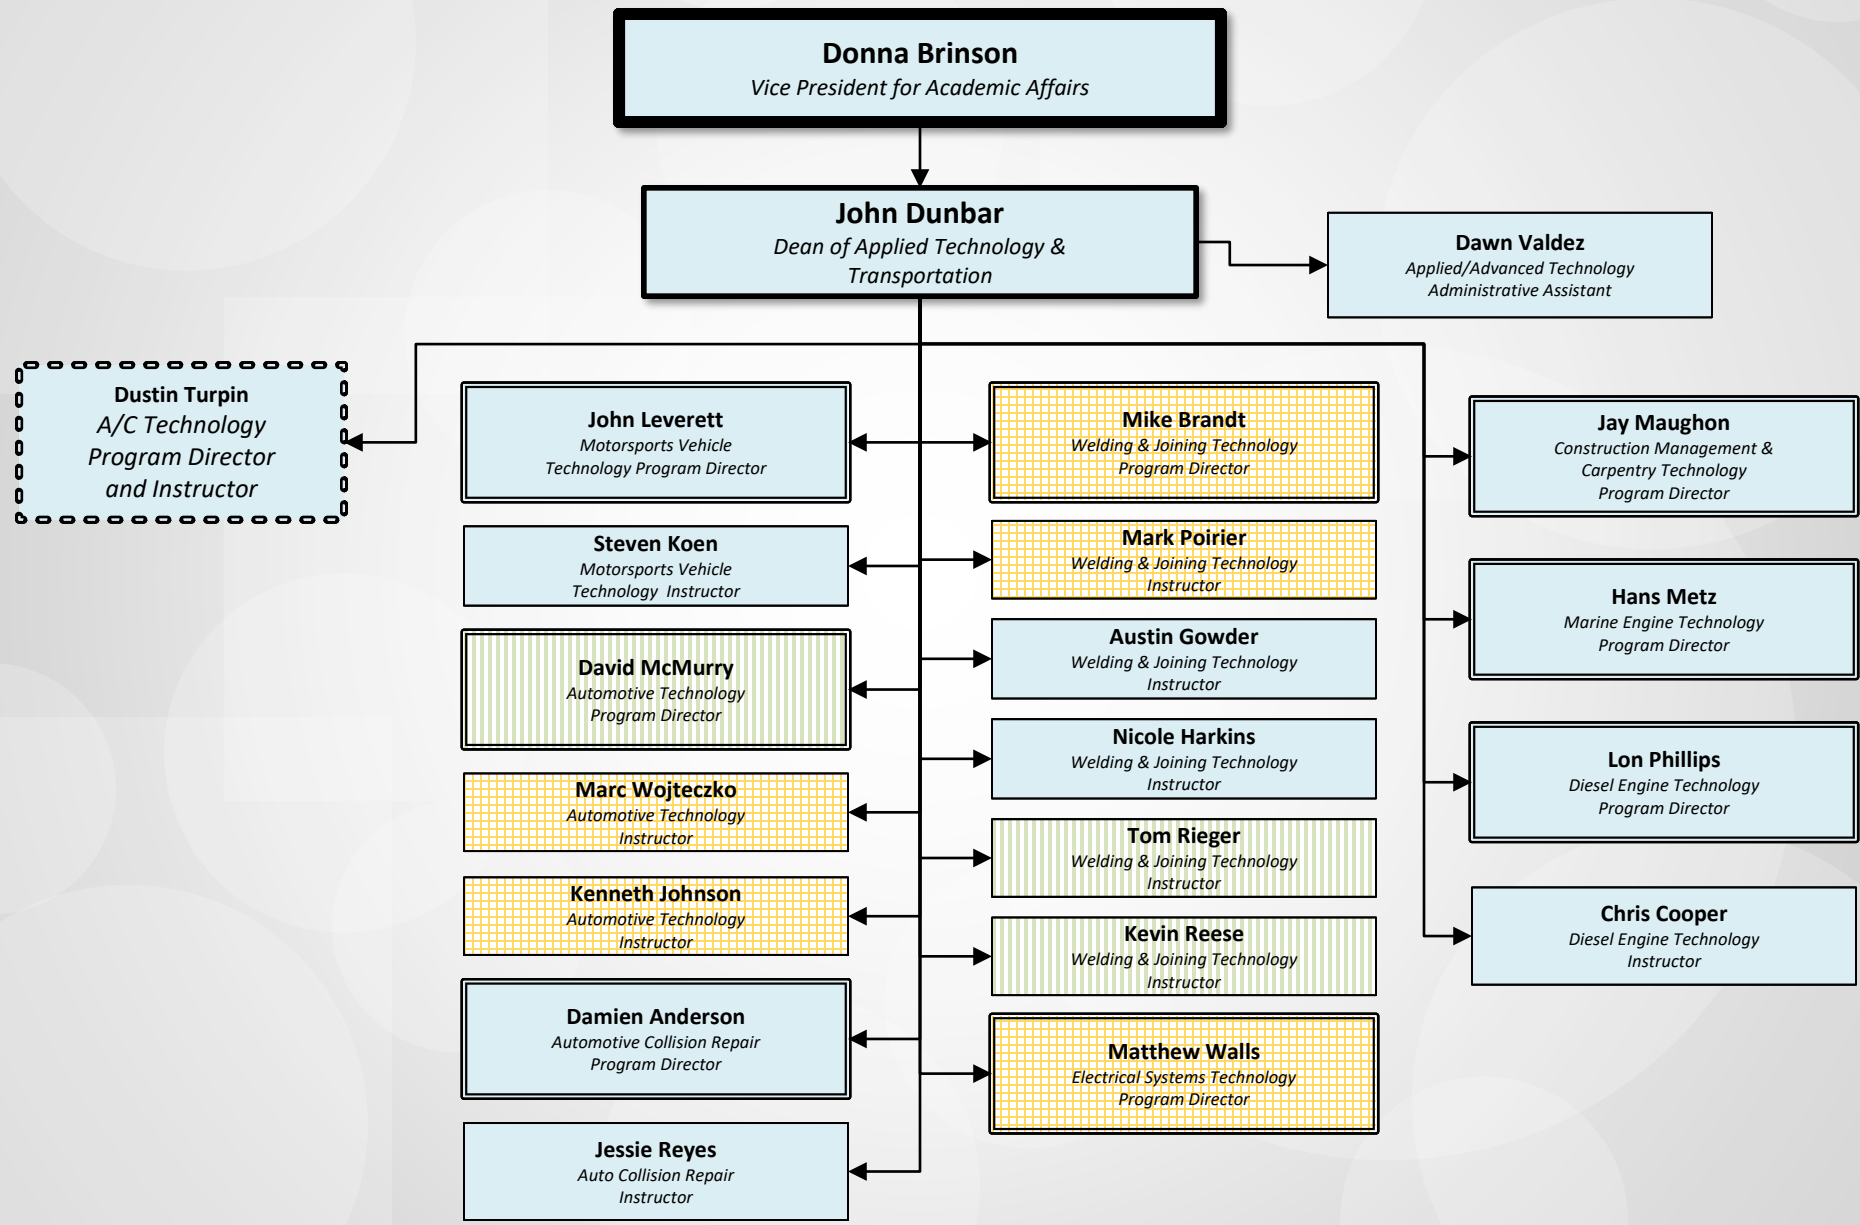 Donna Brinson
Vice President for Academic Affairs
John Dunbar
Dean of Applied Technology &
Transportation
Dawn Valdez
Applied/Advanced Technology
Administrative Assistant
Dustin Turpin
A/C Technology
Program Director
and Instructor
John Leverett
Motorsports Vehicle
Technology Program Director
Steven Koen
Motorsports Vehicle
Technology Instructor
David McMurry
Automotive Technology
Program Director
Marc Wojteczko
Automotive Technology
Instructor
Kenneth Johnson
Automotive Technology
Instructor
Damien Anderson
Automotive Collision Repair
Program Director
Jessie Reyes
Auto Collision Repair
Instructor
Mike Brandt
Welding & Joining Technology
Program Director
Mark Poirier
Welding & Joining Technology
Instructor
Austin Gowder
Welding & Joining Technology
Instructor
Nicole Harkins
Welding & Joining Technology
Instructor
Tom Rieger
Welding & Joining Technology
Instructor
Kevin Reese
Welding & Joining Technology
Instructor
Matthew Walls
Electrical Systems Technology
Program Director
Jay Maughon
Construction Management &
Carpentry Technology
Program Director
Hans Metz
Marine Engine Technology
Program Director
Lon Phillips
Diesel Engine Technology
Program Director
Chris Cooper
Diesel Engine Technology
Instructor